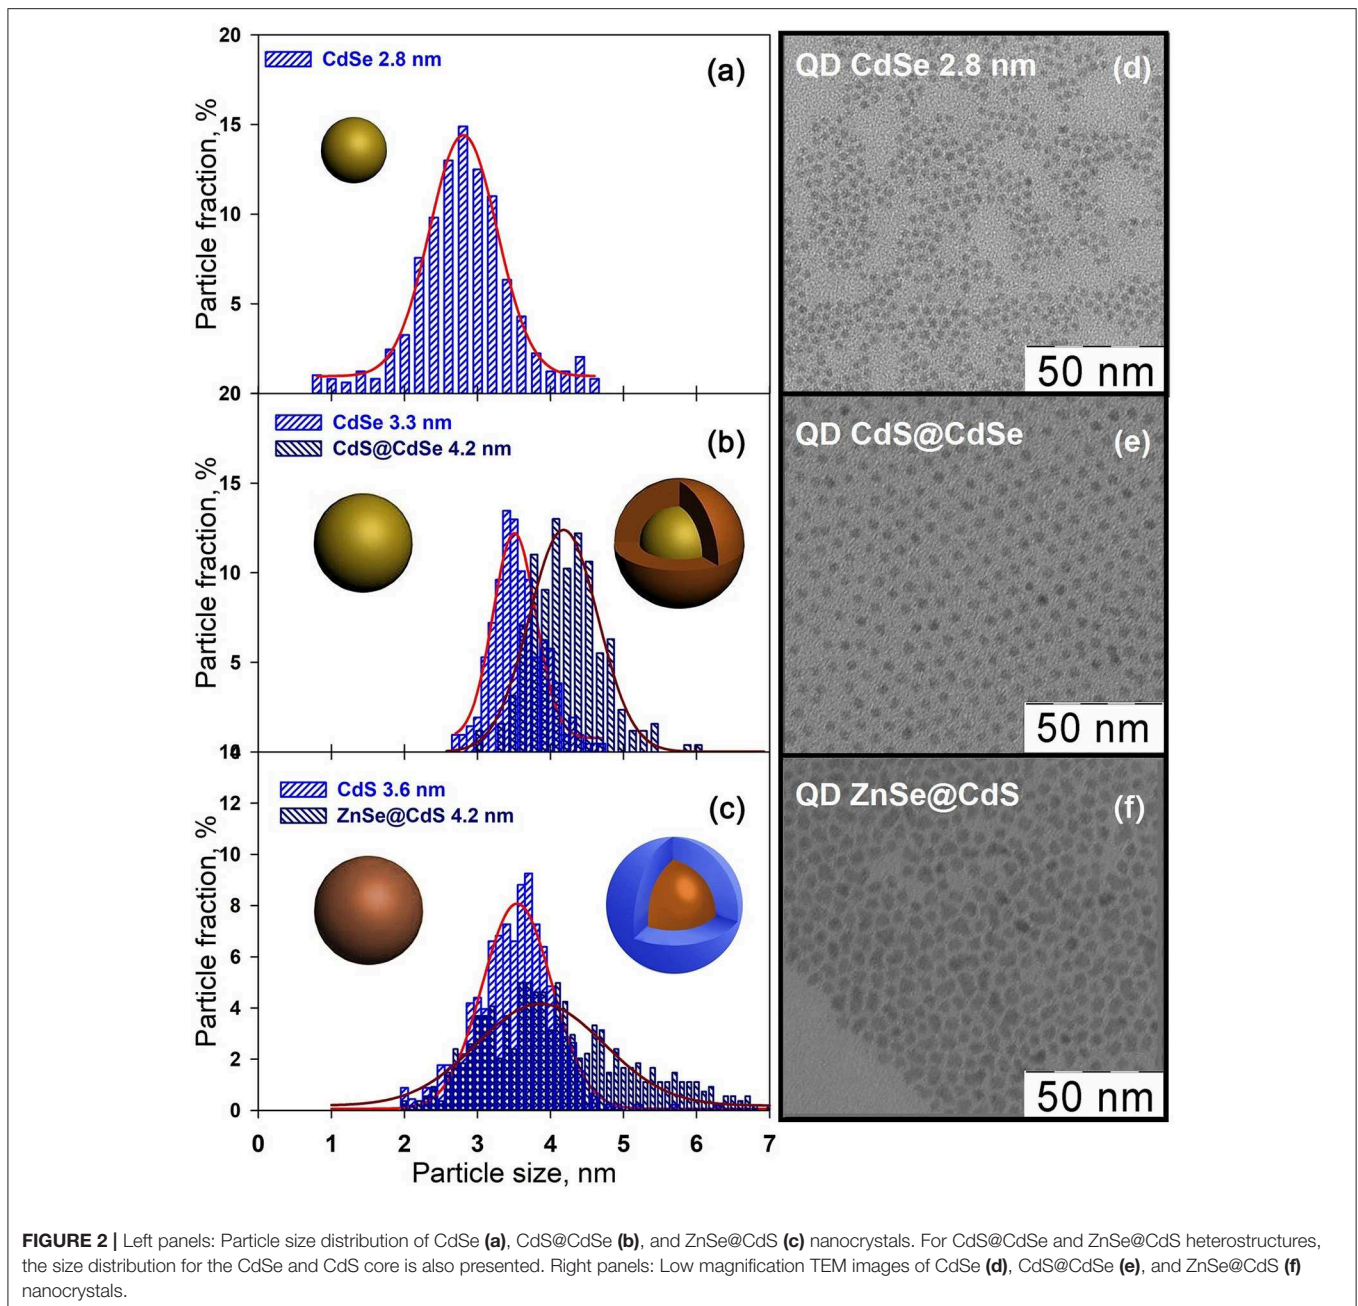 20
CdSe 2.8 nm
(a)
15
10
5
Particle fraction, %
QD CdSe 2.8 nm
(d)
50 nm
20
CdSe 3.3 nm
CdS@CdSe 4.2 nm
(b)
15
10
5
Particle fraction, %
QD CdS@CdSe
(e)
50 nm
14
CdS 3.6 nm
ZnSe@CdS 4.2 nm
(c)
12
10
8
6
4
2
0
Particle fraction, %
0 1 2 3 4 5 6 7
Particle size, nm
QD ZnSe@CdS
(f)
50 nm
FIGURE 2 | Left panels: Particle size distribution of CdSe (a), CdS@CdSe (b), and ZnSe@CdS (c) nanocrystals. For CdS@CdSe and ZnSe@CdS heterostructures,
the size distribution for the CdSe and CdS core is also presented. Right panels: Low magnification TEM images of CdSe (d), CdS@CdSe (e), and ZnSe@CdS (f)
nanocrystals.